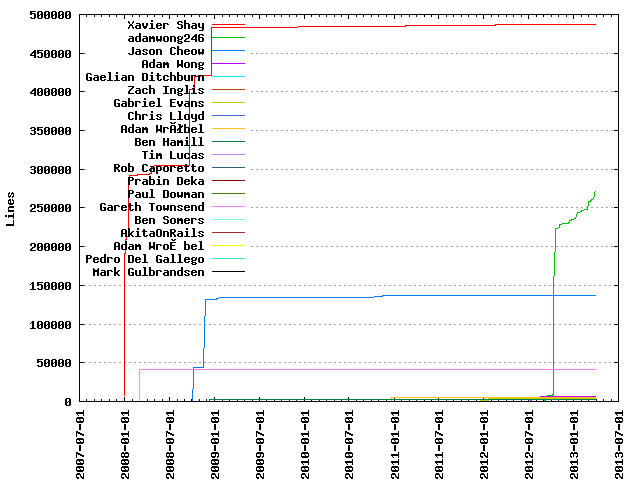 500000
450000
400000
350000
300000
250000
200000
150000
100000
50000
0
Lines
Xavier Shay
adamwong246
Jason Cheow
Adam Wong
Gaelian Ditchburn
Zach Inglis
Gabriel Evans
Chris Lloyd
Adam
Ben Hamill
Tim Lucas
Rob Caporetto
Prabin Deka
Paul Dowman
Gareth Townsend
Ben Somers
AkitaOnRails
Adam
Pedro Del Gallego
Mark Gulbrandsen
2007-07-01
2008-01-01
2008-07-01
2009-01-01
2009-07-01
2010-01-01
2010-07-01
2011-01-01
2011-07-01
2012-01-01
2012-07-01
2013-01-01
2013-07-01